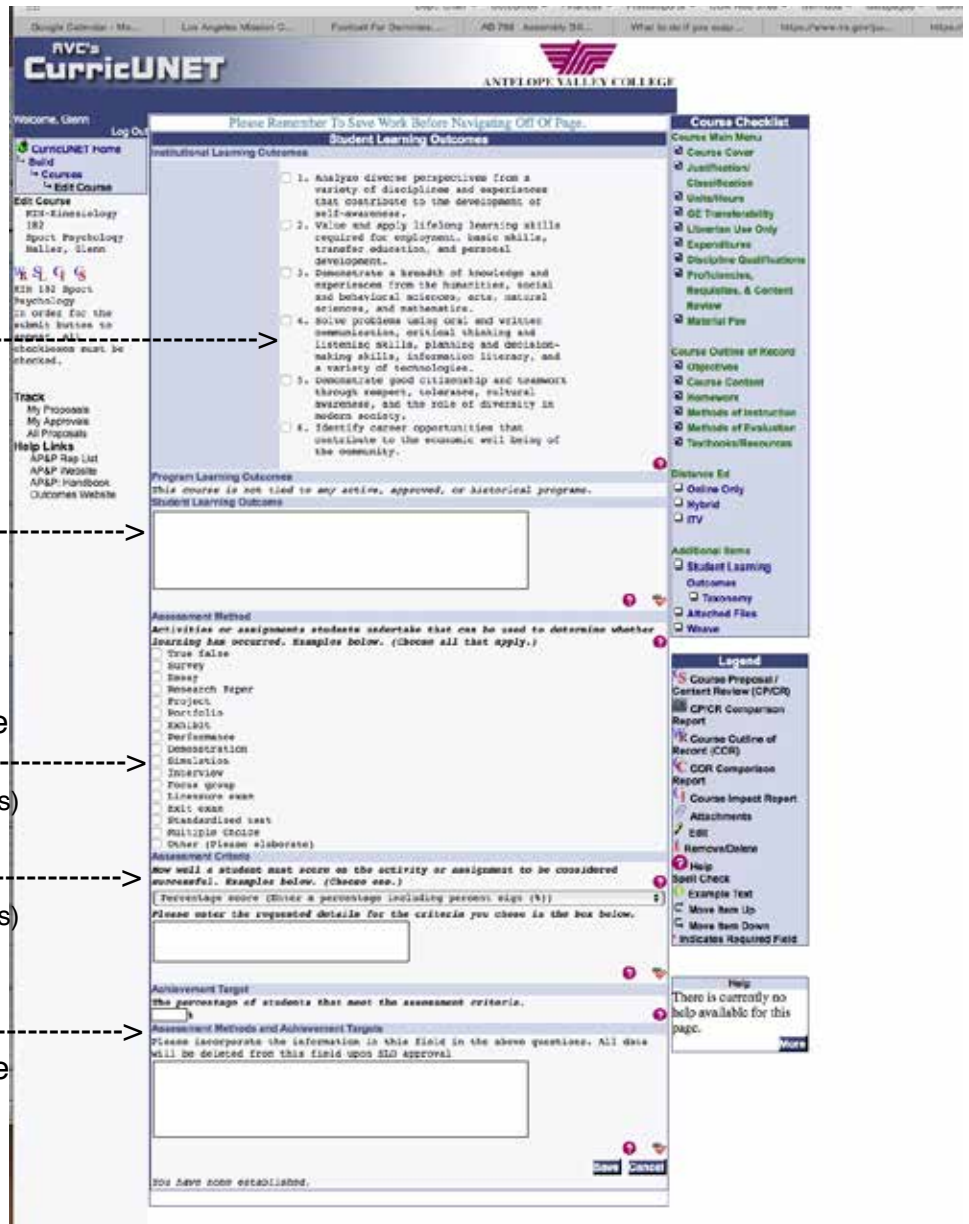 Google Calendar - Ma...
Los Angeles Mission C...
Football For Dummies...
AB 798 Assembly Bill...
What to do if you
AVC's
CurricUNET
ANTELOPE VALLEY COLLEGE
Welcome, Glenn
Log Out
CurricUNET Home
Build
Courses
Edit Course
Edit Course
KIN-Kinesiology
182
Sport Psychology
Haller, Glenn
KIN 182 Sport
Psychology
In order for the
submit button to
checkboxes must be
checked.
Track
My Proposals
My Approvals
All Proposals
Help Links
AP&P Rep List
AP&P Website
AP&P: Handbook
Outcomes Website
Please Remember To Save Work Before Navigating Off Of Page.
Student Learning Outcomes
Institutional Learning Outcomes
1. Analyze diverse perspectives from a
variety of disciplines and experiences
that contribute to the development of
self-awareness.
2. Value and apply lifelong learning skills
required for employment, basic skills,
transfer education, and personal
development.
3. Demonstrate a breadth of knowledge and
experiences from the humanities, social
and behavioral sciences, arts, natural
sciences, and mathematics.
4. Solve problems using oral and written
communication, critical thinking and
listening skills, planning and decision-
making skills, information literacy, and
a variety of technologies.
5. Demonstrate good citizenship and teamwork
through respect, tolerance, cultural
awareness, and the role of diversity in
modern society.
6. Identify career opportunities that
contribute to the economic well being of
the community.
Program Learning Outcomes
This course is not tied to any active, approved, or historical programs.
Student Learning Outcome
Assessment Method
Activities or assignments students undertake that can be used to determine whether
learning has occurred. Examples below. (Choose all that apply.)
True false
Survey
Essay
Research Paper
Project
Portfolio
Exhibit
Performance
Demonstration
Simulation
Interview
Focus group
Licensure exam
Exit exam
Standardized test
Multiple Choice
Other (Please elaborate)
Assessment Criteria
How well a student must score on the activity or assignment to be considered
successful. Examples below. (Choose one.)
Percentage score (Enter a percentage including percent sign (%))
Please enter the requested details for the criteria you chose in the box below.
Achievement Target
The percentage of students that meet the assessment criteria.
%
Assessment Methods and Achievement Targets
Please incorporate the information in this field in the above questions. All data
will be deleted from this field upon SLO approval
Save Cancel
You have none established.
Course Checklist
Course Main Menu
Course Cover
Justification/
Classification
Units/Hours
GE Transferability
Librarian Use Only
Expenditures
Discipline Qualifications
Proficiencies,
Requisites, & Content
Review
Material Fee
Course Outline of Record
Objectives
Course Content
Homework
Methods of Instruction
Methods of Evaluation
Textbooks/Resources
Distance Ed
Online Only
Hybrid
ITV
Additional Items
Student Learning
Outcomes
Taxonomy
Attached Files
Weave
Legend
Course Proposal /
Content Review (CP/CR)
CP/CR Comparison
Report
Course Outline of
Record (COR)
COR Comparison
Report
Course Impact Report
Attachments
Edit
Remove/Delete
Help
Spell Check
Example Text
Move Item Up
Move Item Down
* Indicates Required Field
Help
There is currently no
help available for this
page.
More